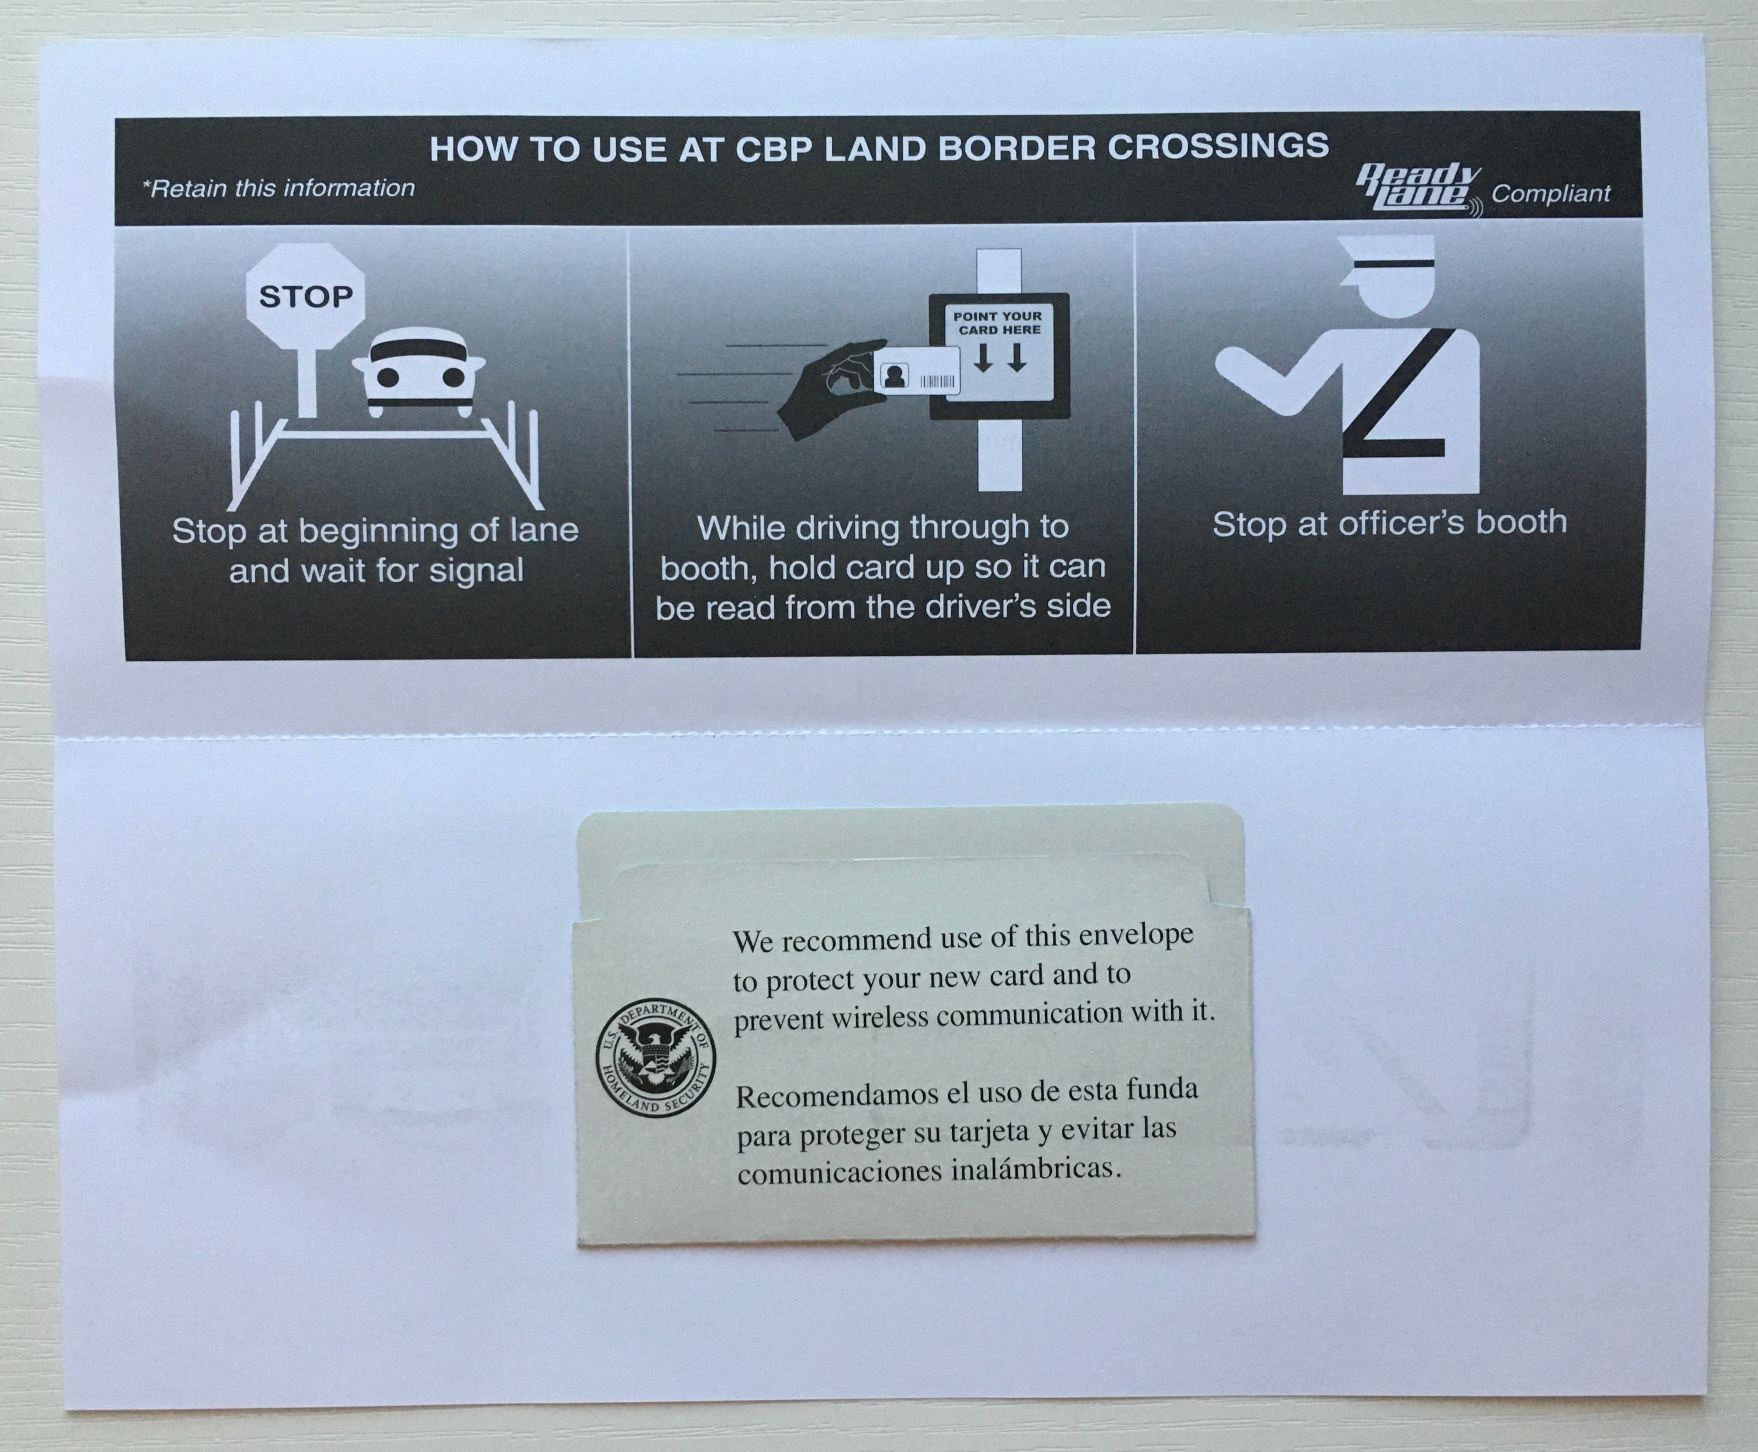 HOW TO USE AT CBP LAND BORDER CROSSINGS
*Retain this information
Ready Lane Compliant
STOP
Stop at beginning of lane
and wait for signal
POINT YOUR
CARD HERE
While driving through to
booth, hold card up so it can
be read from the driver's side
Stop at officer's booth
We recommend use of this envelope
to protect your new card and to
prevent wireless communication with it.
U.S. DEPARTMENT OF
HOMELAND SECURITY
Recomendamos el uso de esta funda
para proteger su tarjeta y evitar las
comunicaciones inalámbricas.